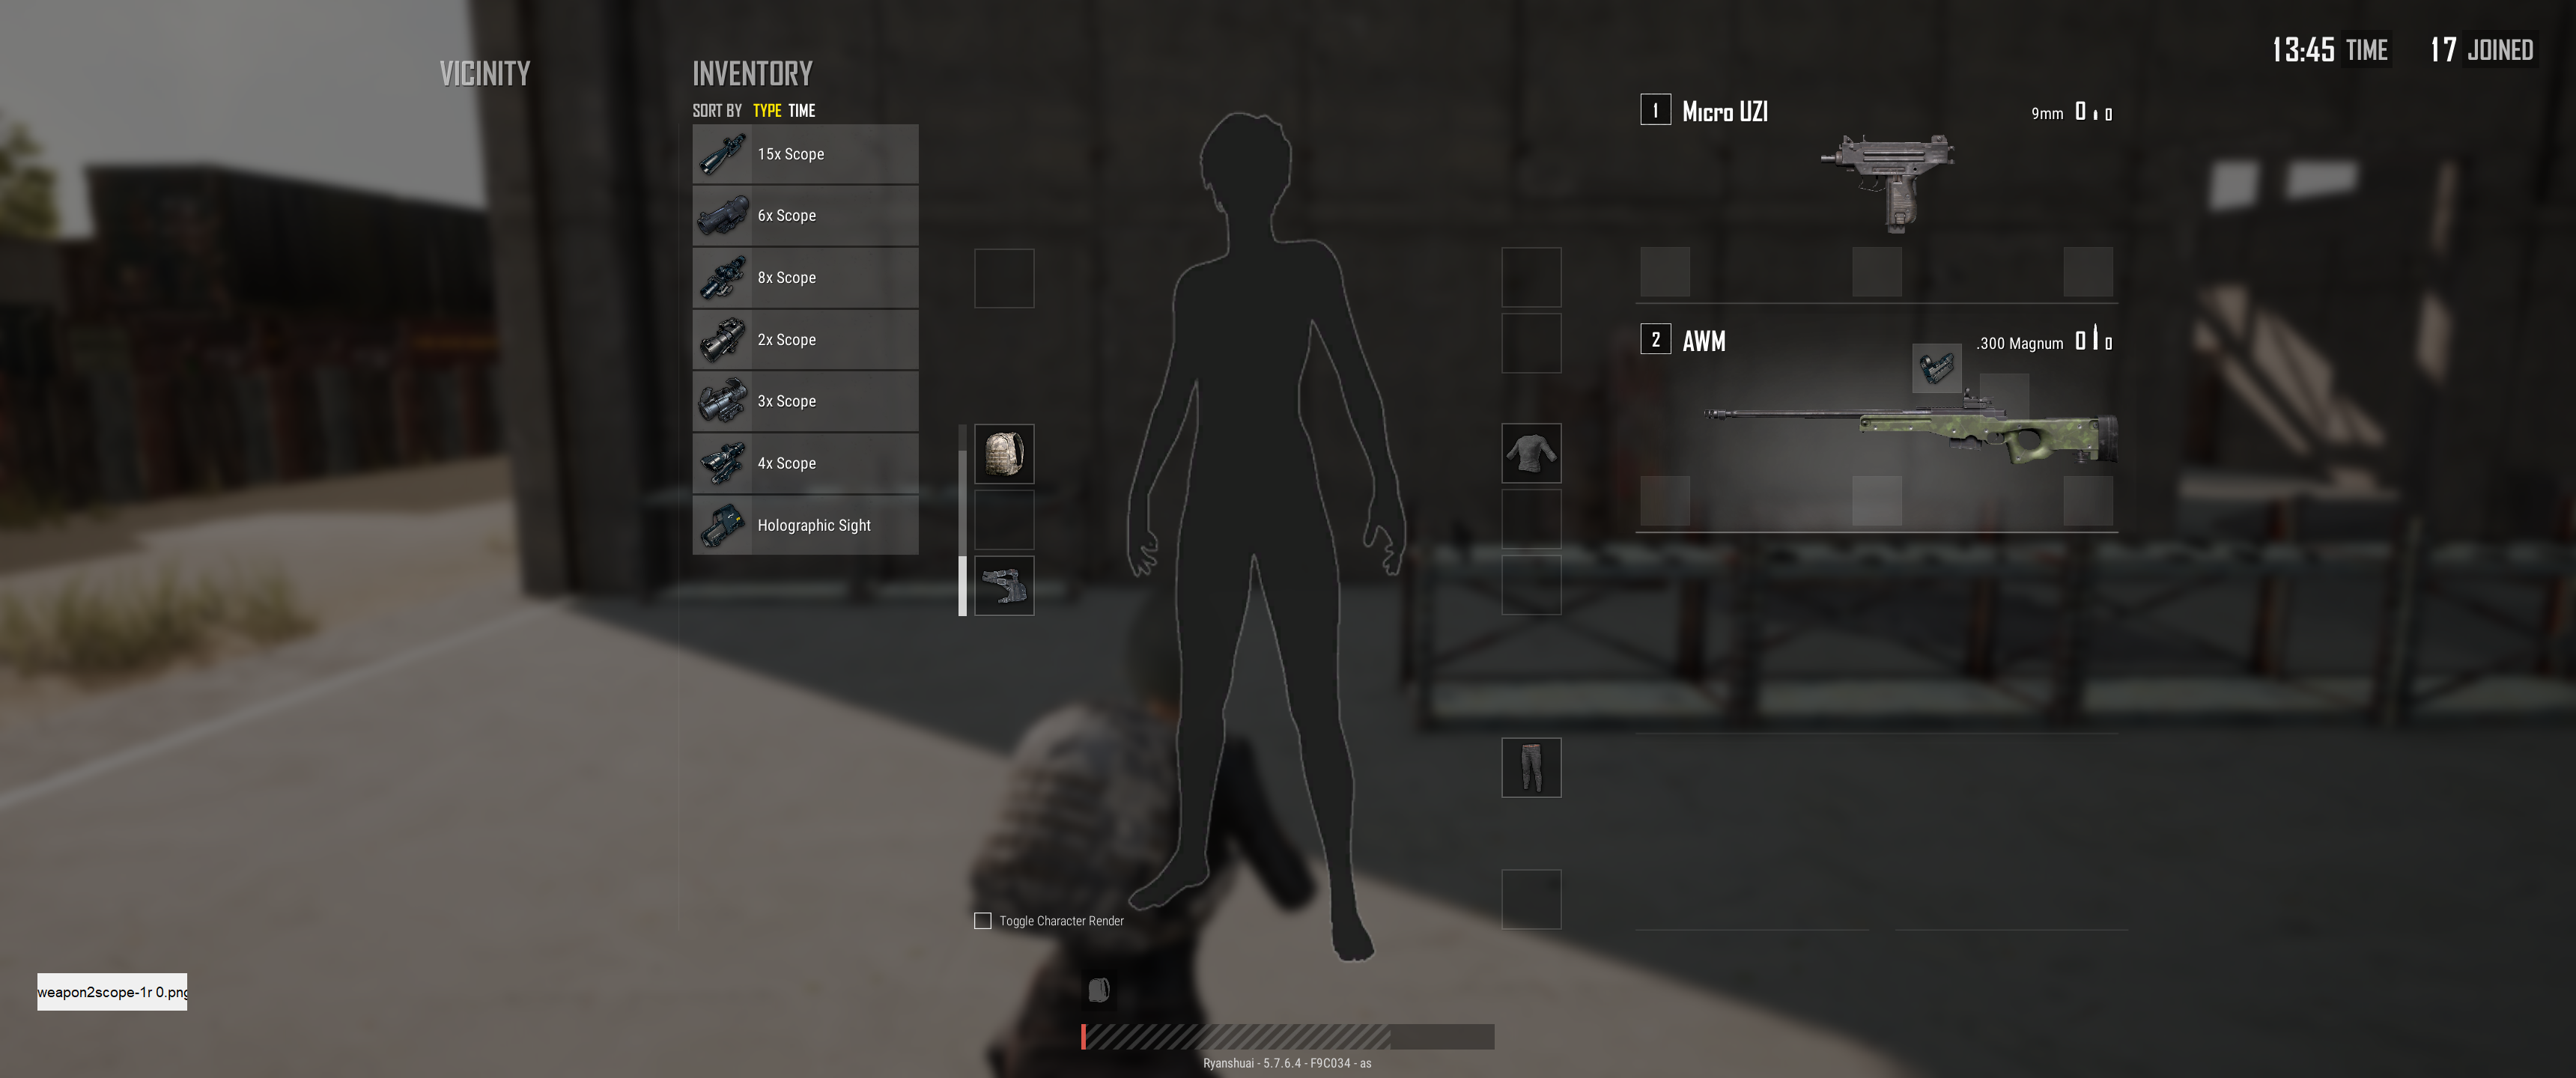 VICINITY
INVENTORY
SORT BY TYPE TIME
15x Scope
6x Scope
8x Scope
2x Scope
3x Scope
4x Scope
Holographic Sight
13:45 TIME 17 JOINED
1 Micro UZI 9mm 0 0
2 AWM .300 Magnum 0 0
Toggle Character Render
weapon2scope-1r 0.png
Ryanshuai - 5.7.6.4 - F9C034 - as